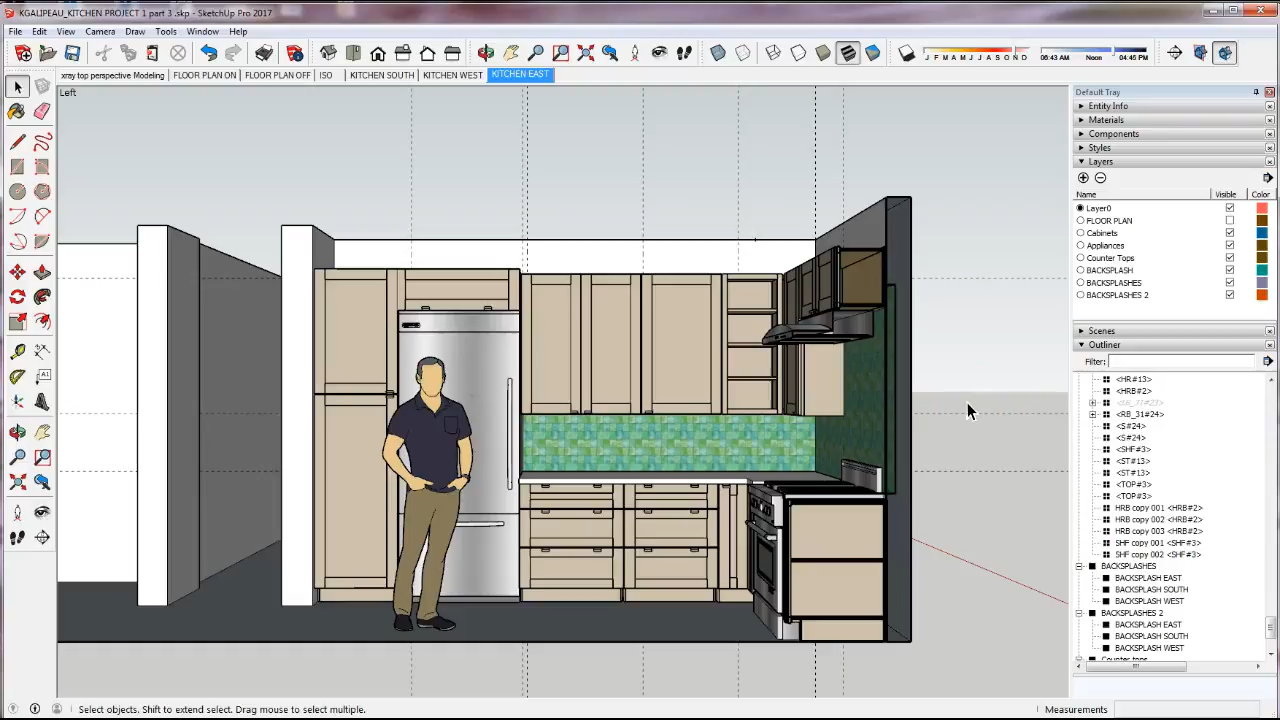 KGALIPEAU_KITCHEN PROJECT 1 part 3 .skp - SketchUp Pro 2017
File Edit View Camera Draw Tools Window Help
J F M A M J J A S O N D 06:43 AM Noon 04:45 PM
xray top perspective Modeling FLOOR PLAN ON FLOOR PLAN OFF ISO KITCHEN SOUTH KITCHEN WEST KITCHEN EAST
Left
Default Tray
Entity Info
Materials
Components
Styles
Layers
Name Visible Color
Layer0
FLOOR PLAN
Cabinets
Appliances
Counter Tops
BACKSPLASH
BACKSPLASHES
BACKSPLASHES 2
Scenes
Outliner
Filter:
<HR#13>
<HRB#2>
<RB_31#24>
<S#24>
<S#24>
<SHF#3>
<ST#13>
<ST#13>
<TOP#3>
<TOP#3>
HRB copy 001 <HRB#2>
HRB copy 002 <HRB#2>
HRB copy 003 <HRB#2>
SHF copy 001 <SHF#3>
SHF copy 002 <SHF#3>
BACKSPLASHES
BACKSPLASH EAST
BACKSPLASH SOUTH
BACKSPLASH WEST
BACKSPLASHES 2
BACKSPLASH EAST
BACKSPLASH SOUTH
BACKSPLASH WEST
Counter tops
Select objects. Shift to extend select. Drag mouse to select multiple.
Measurements